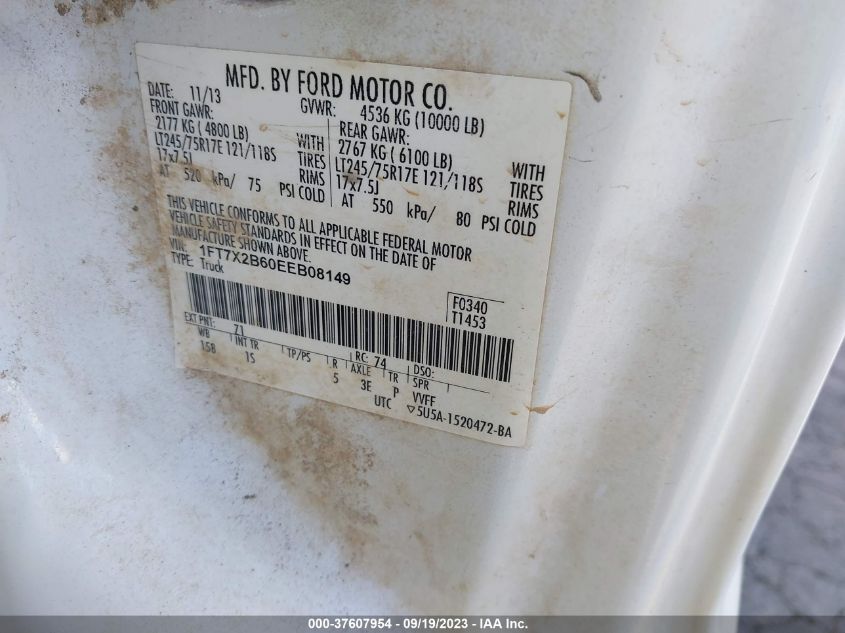 MFD. BY FORD MOTOR CO.
DATE: 11/13 GVWR: 4536 KG (10000 LB)
FRONT GAWR: REAR GAWR:
2177 KG ( 4800 LB) WITH 2767 KG ( 6100 LB) WITH
LT245/75R17E 121/118S TIRES LT245/75R17E 121/118S TIRES
17x7.5J RIMS 17x7.5J RIMS
AT 520 kPa/ 75 PSI COLD AT 550 kPa/ 80 PSI COLD
THIS VEHICLE CONFORMS TO ALL APPLICABLE FEDERAL MOTOR
VEHICLE SAFETY STANDARDS IN EFFECT ON THE DATE OF
MANUFACTURE SHOWN ABOVE.
VIN: 1FT7X2B60EEB08149
TYPE: Truck
F0340
T1453
EXT PNT: Z1 RC: 74 DSO:
WB INT TR TP/PS R AXLE TR SPR
158 1S 5 3E P VVFF
UTC ▽5U5A-1520472-BA
000-37607954 - 09/19/2023 - IAA Inc.